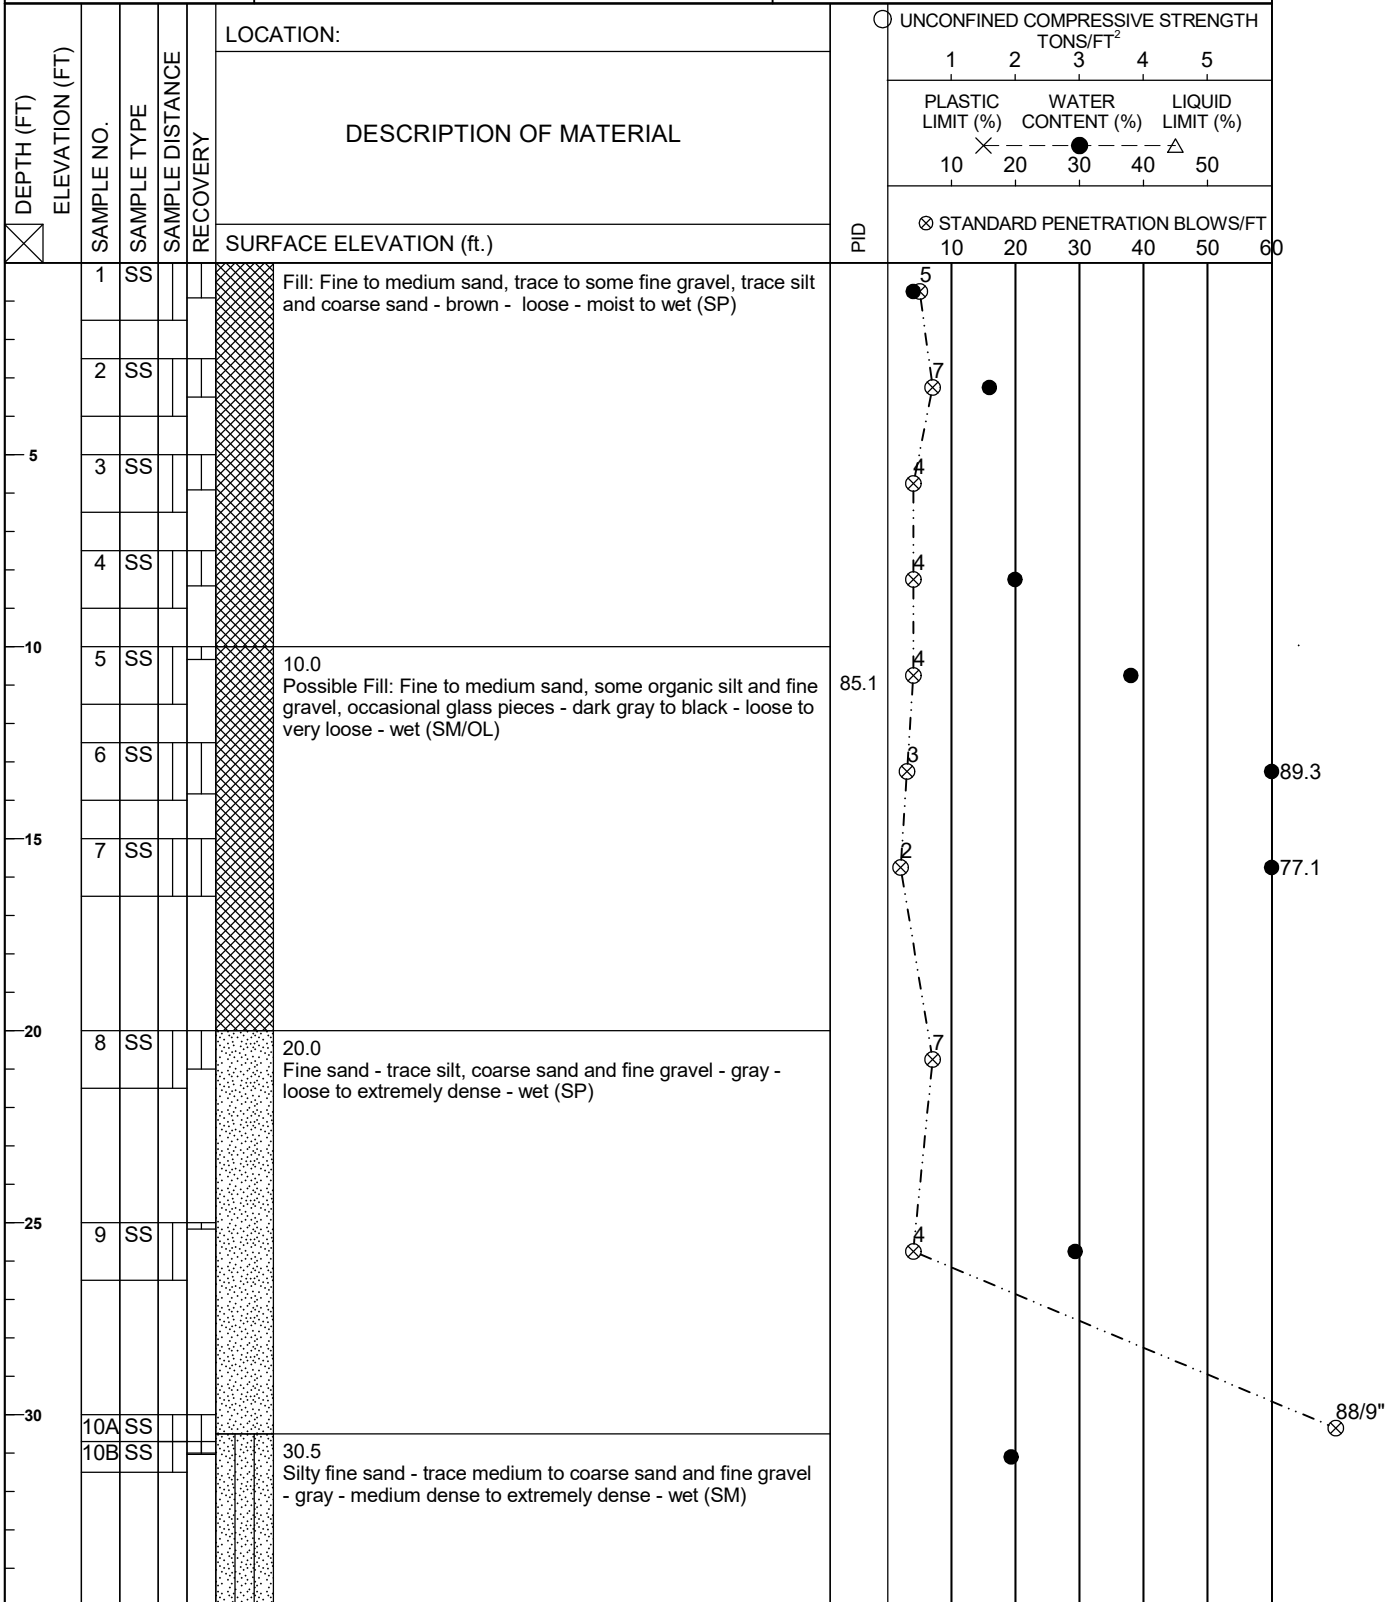 LOCATION:
UNCONFINED COMPRESSIVE STRENGTH
TONS/FT²
1 2 3 4 5
DEPTH (FT)
ELEVATION (FT)
SAMPLE NO.
SAMPLE TYPE
SAMPLE DISTANCE
RECOVERY
DESCRIPTION OF MATERIAL
PLASTIC WATER LIQUID
LIMIT (%) CONTENT (%) LIMIT (%)
10 20 30 40 50
SURFACE ELEVATION (ft.)
PID
STANDARD PENETRATION BLOWS/FT
10 20 30 40 50 60
1 SS
Fill: Fine to medium sand, trace to some fine gravel, trace silt
and coarse sand - brown - loose - moist to wet (SP)
5
2 SS
7
5
3 SS
4
4 SS
4
10
5 SS
10.0
Possible Fill: Fine to medium sand, some organic silt and fine
gravel, occasional glass pieces - dark gray to black - loose to
very loose - wet (SM/OL)
85.1
4
6 SS
3
89.3
15
7 SS
2
77.1
20
8 SS
20.0
Fine sand - trace silt, coarse sand and fine gravel - gray -
loose to extremely dense - wet (SP)
7
25
9 SS
4
30
10A SS
88/9"
10B SS
30.5
Silty fine sand - trace medium to coarse sand and fine gravel
- gray - medium dense to extremely dense - wet (SM)